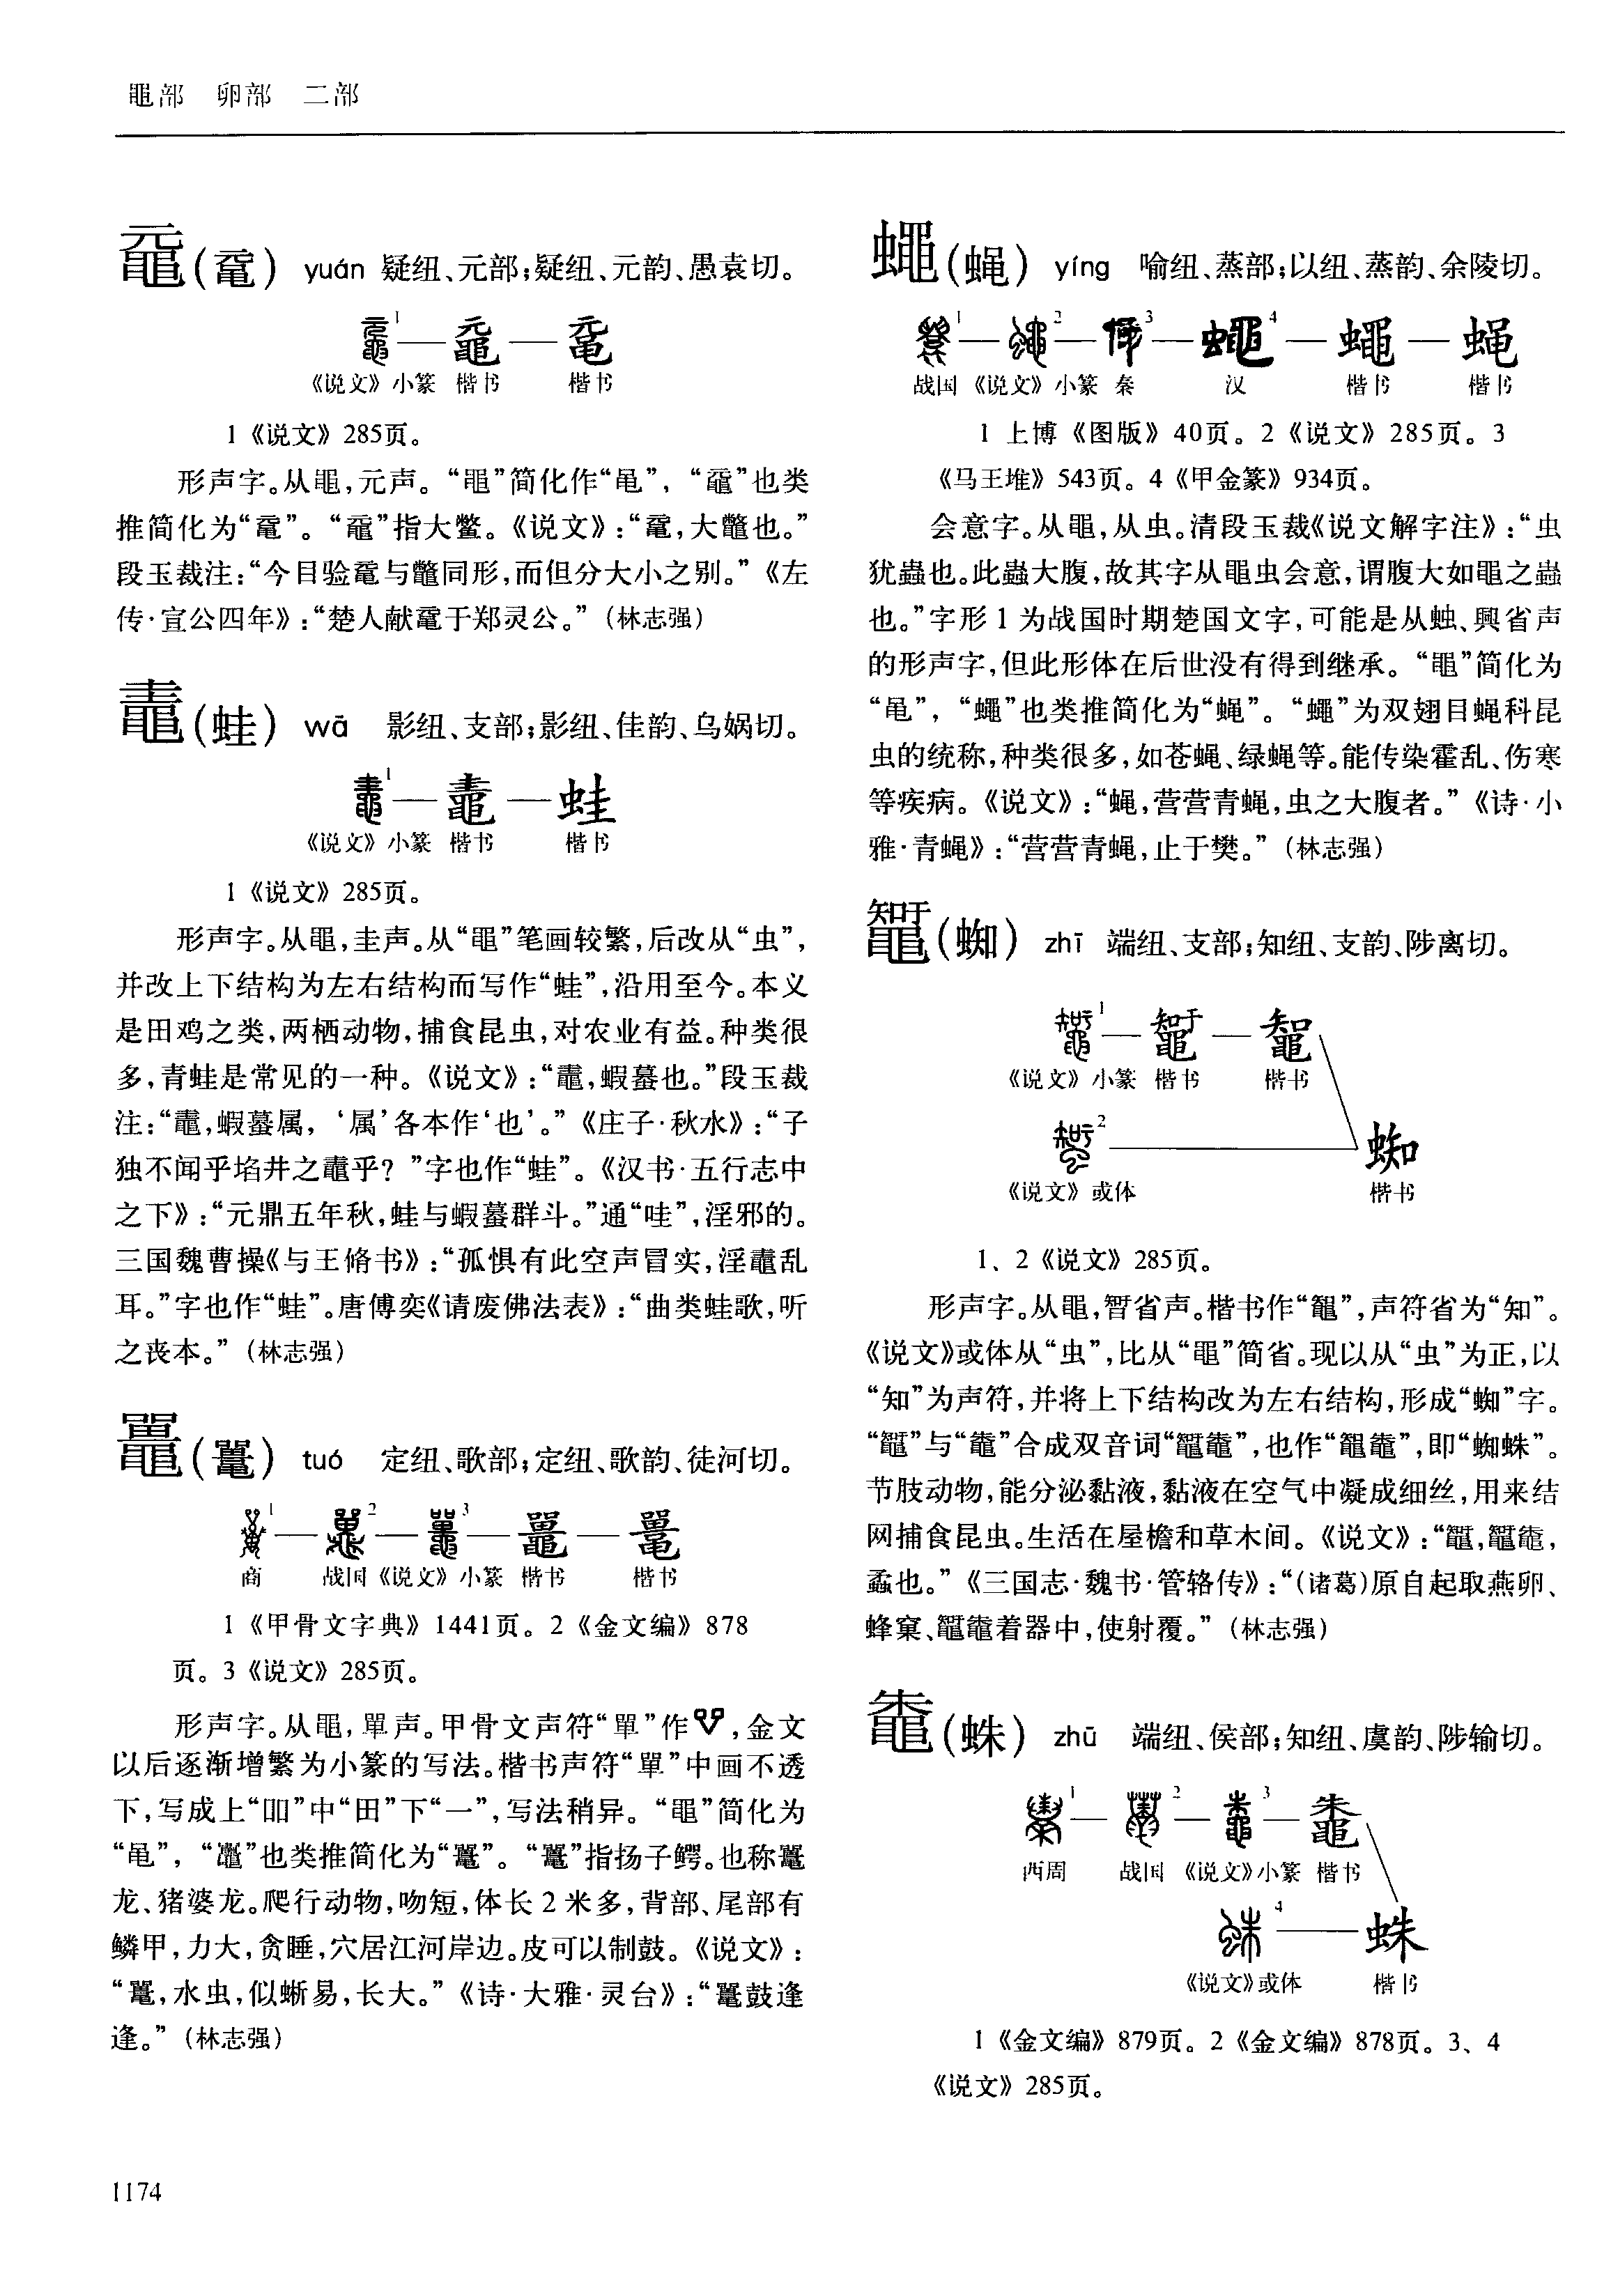 黽部 卵部 二部
黿(鼋) yuán 疑纽、元部;疑纽、元韵、愚袁切。
1
《说文》小篆 楷书 楷书
1《说文》285页。
形声字。从黽,元声。“黽”简化作“黾”,“黿”也类
推简化为“鼋”。“黿”指大鳖。《说文》:“鼋,大鼈也。”
段玉裁注:“今目验鼋与鼈同形,而但分大小之别。”《左
传·宣公四年》:“楚人献鼋于郑灵公。”(林志强)
鼃(蛙) wā 影纽、支部;影纽、佳韵、乌娲切。
1
鼃—蛙
《说文》小篆 楷书 楷书
1《说文》285页。
形声字。从黽,圭声。从“黽”笔画较繁,后改从“虫”,
并改上下结构为左右结构而写作“蛙”,沿用至今。本义
是田鸡之类,两栖动物,捕食昆虫,对农业有益。种类很
多,青蛙是常见的一种。《说文》:“鼃,蝦蟇也。”段玉裁
注:“鼃,蝦蟇属,‘属’各本作‘也’。”《庄子·秋水》:“子
独不闻乎埳井之鼃乎?”字也作“蛙”。《汉书·五行志中
之下》:“元鼎五年秋,蛙与蝦蟇群斗。”通“哇”,淫邪的。
三国魏曹操《与王脩书》:“孤惧有此空声冒实,淫鼃乱
耳。”字也作“蛙”。唐傅奕《请废佛法表》:“曲类蛙歌,听
之丧本。”(林志强)
鼉(鼍) tuó 定纽、歌部;定纽、歌韵、徒河切。
1 2 3
鼉—鼍
商 战国《说文》小篆 楷书 楷书
1《甲骨文字典》1441页。2《金文编》878
页。3《说文》285页。
形声字。从黽,單声。甲骨文声符“單”作,金文
以后逐渐增繁为小篆的写法。楷书声符“單”中画不透
下,写成上“吅”中“田”下“一”,写法稍异。“黽”简化为
“黾”,“鼉”也类推简化为“鼍”。“鼍”指扬子鳄。也称鼍
龙、猪婆龙。爬行动物,吻短,体长2米多,背部、尾部有
鳞甲,力大,贪睡,穴居江河岸边。皮可以制鼓。《说文》:
“鼍,水虫,似蜥易,长大。”《诗·大雅·灵台》:“鼍鼓逢
逢。”(林志强)
蠅(蝇) yíng 喻纽、蒸部;以纽、蒸韵、余陵切。
1 2 3 4
蠅—蝇
战国《说文》小篆 秦 汉 楷书 楷书
1 上博《图版》40页。2《说文》285页。3
《马王堆》543页。4《甲金篆》934页。
会意字。从黽,从虫。清段玉裁《说文解字注》:“虫
犹蟲也。此蟲大腹,故其字从黽虫会意,谓腹大如黽之蟲
也。”字形1为战国时期楚国文字,可能是从䖵、興省声
的形声字,但此形体在后世没有得到继承。“黽”简化为
“黾”,“蠅”也类推简化为“蝇”。“蠅”为双翅目蝇科昆
虫的统称,种类很多,如苍蝇、绿蝇等。能传染霍乱、伤寒
等疾病。《说文》:“蝇,营营青蝇,虫之大腹者。”《诗·小
雅·青蝇》:“营营青蝇,止于樊。”(林志强)
(蜘) zhī 端纽、支部;知纽、支韵、陟离切。
1
《说文》小篆 楷书 楷书
2
蜘
《说文》或体 楷书
1、2《说文》285页。
形声字。从黽,省声。楷书作“鼅”,声符省为“知”。
《说文》或体从“虫”,比从“黽”简省。现以从“虫”为正,以
“知”为声符,并将上下结构改为左右结构,形成“蜘”字。
“”与“鼄”合成双音词“鼄”,也作“鼅鼄”,即“蜘蛛”。
节肢动物,能分泌黏液,黏液在空气中凝成细丝,用来结
网捕食昆虫。生活在屋檐和草木间。《说文》:“,鼄,
蟊也。”《三国志·魏书·管辂传》:“(诸葛)原自起取燕卵、
蜂窠、鼄着器中,使射覆。”(林志强)
鼄(蛛) zhū 端纽、侯部;知纽、虞韵、陟输切。
1 2 3
鼄
西周 战国 《说文》小篆 楷书
4
蛛
《说文》或体 楷书
1《金文编》879页。2《金文编》878页。3、4
《说文》285页。
1174